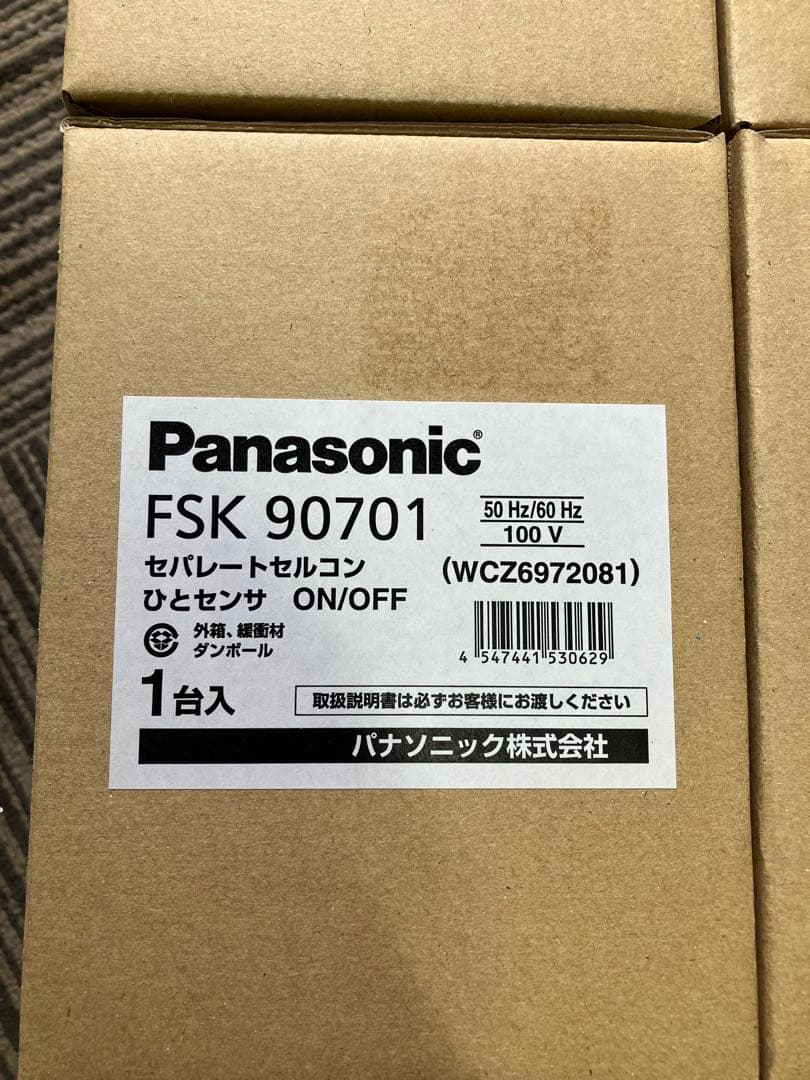 Panasonic®
FSK 90701
50 Hz/60 Hz
100 V
セパレートセルコン
(WCZ6972081)
ひとセンサ ON/OFF
外箱、緩衝材
ダンボール
4 547441 530629
1台入
取扱説明書は必ずお客様にお渡しください
パナソニック株式会社